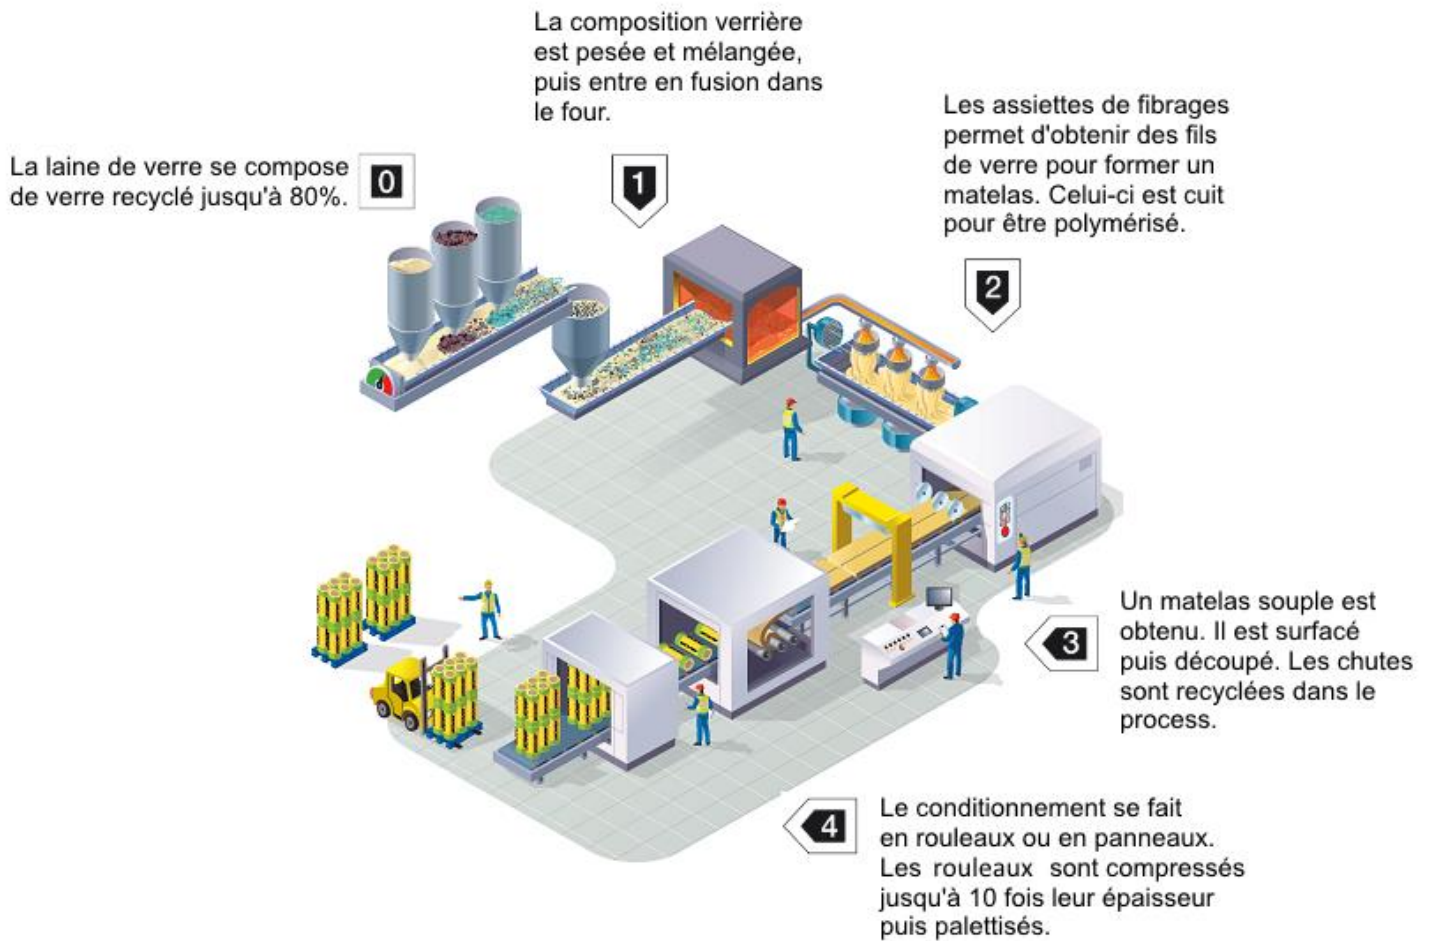 La composition verrière
est pesée et mélangée,
puis entre en fusion dans
le four.
Les assiettes de fibrages
permet d'obtenir des fils
de verre pour former un
matelas. Celui-ci est cuit
pour être polymérisé.
La laine de verre se compose
de verre recyclé jusqu'à 80%.
0
1
2
Un matelas souple est
obtenu. Il est surfacé
puis découpé. Les chutes
sont recyclées dans le
process.
3
4
Le conditionnement se fait
en rouleaux ou en panneaux.
Les rouleaux sont compressés
jusqu'à 10 fois leur épaisseur
puis palettisés.